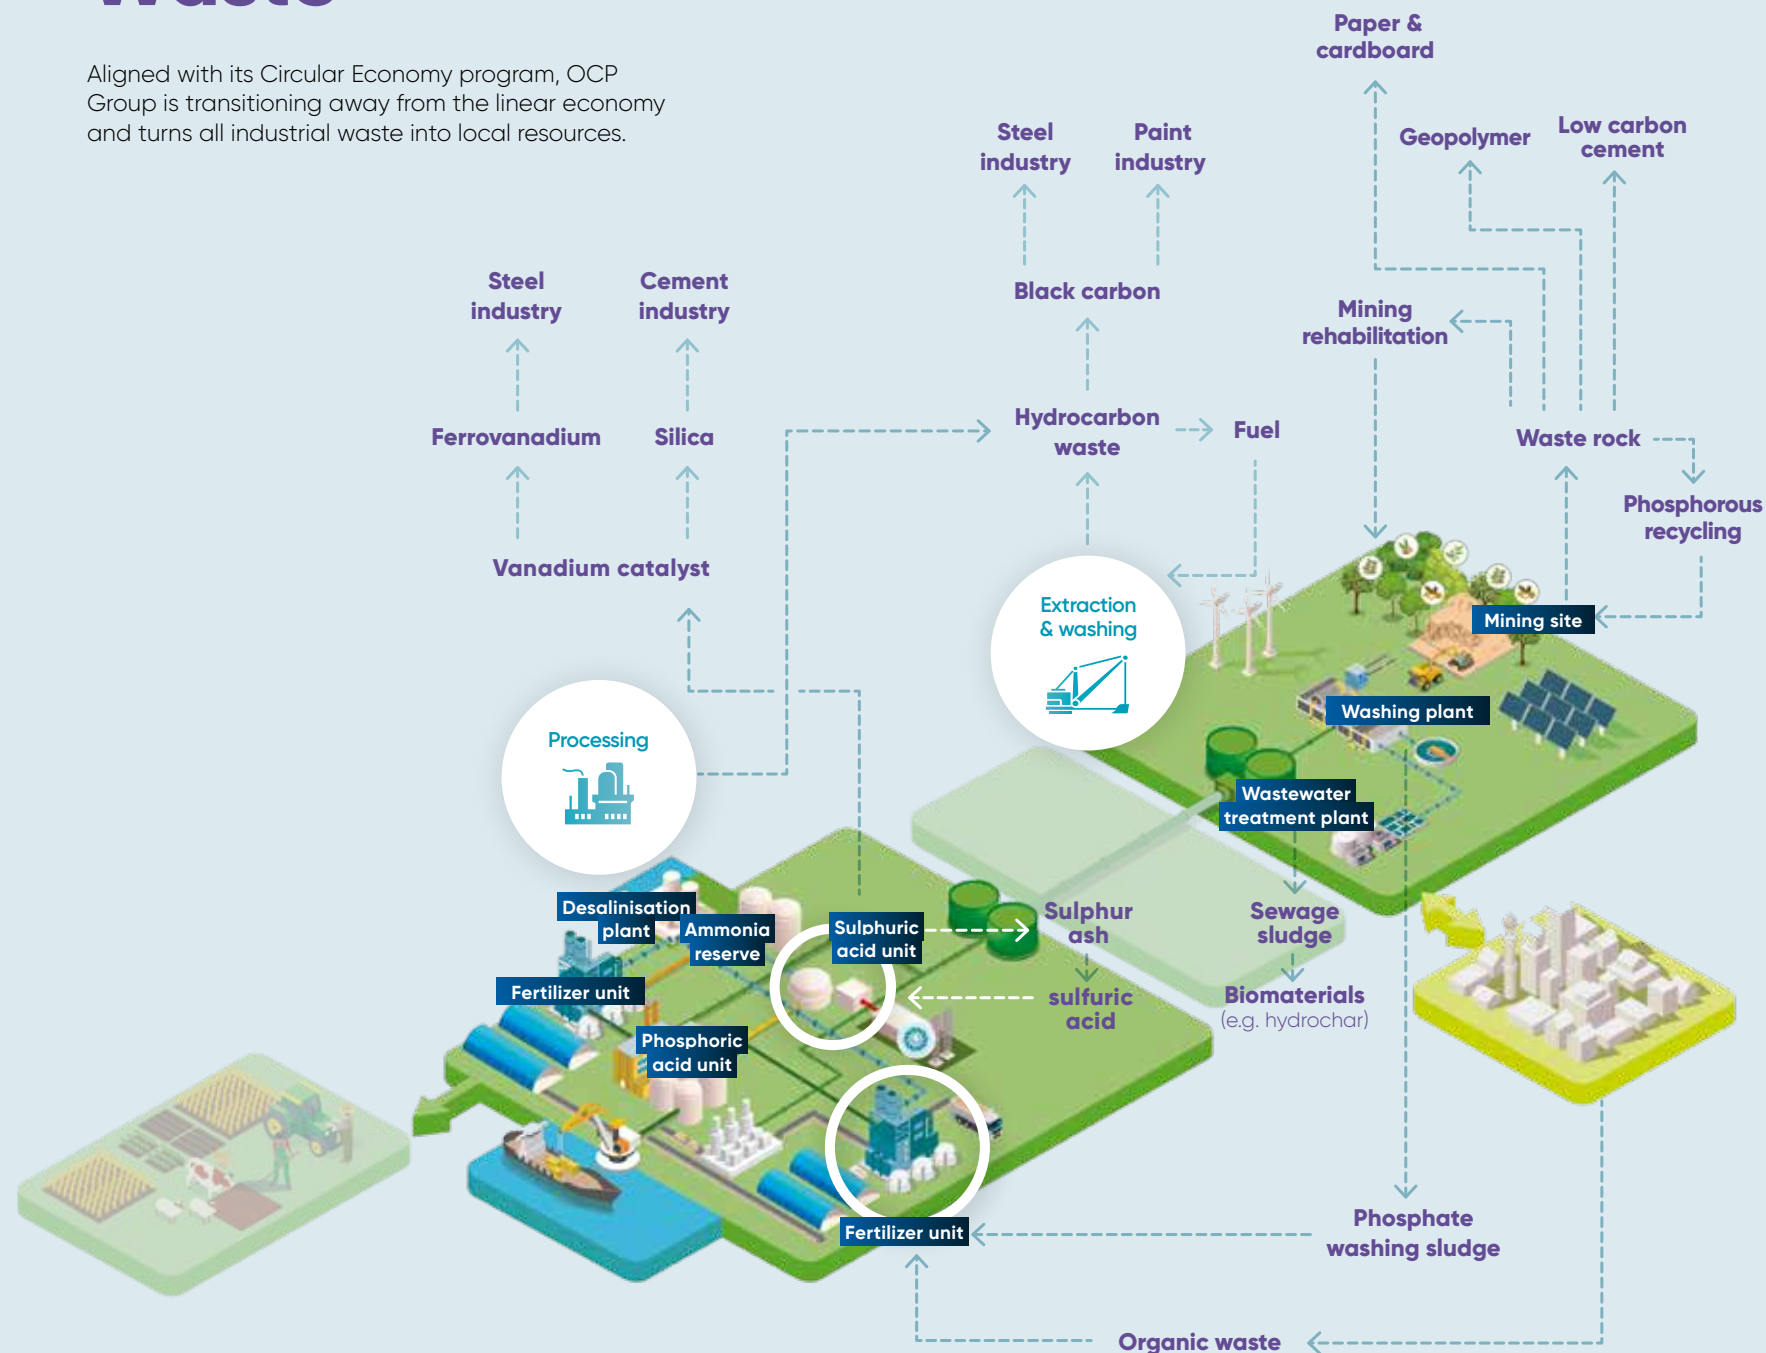 Waste
Aligned with its Circular Economy program, OCP
Group is transitioning away from the linear economy
and turns all industrial waste into local resources.
Paper &
cardboard
Steel
industry
Paint
industry
Geopolymer
Low carbon
cement
Steel
industry
Cement
industry
Black carbon
Mining
rehabilitation
Ferrovanadium
Silica
Hydrocarbon
waste
Fuel
Waste rock
Phosphorous
recycling
Vanadium catalyst
Extraction
& washing
Mining site
Washing plant
Processing
Wastewater
treatment plant
Desalinisation
plant
Ammonia
reserve
Sulphuric
acid unit
Sulphur
ash
Sewage
sludge
Fertilizer unit
sulfuric
acid
Biomaterials
(e.g. hydrochar)
Phosphoric
acid unit
Fertilizer unit
Phosphate
washing sludge
Organic waste